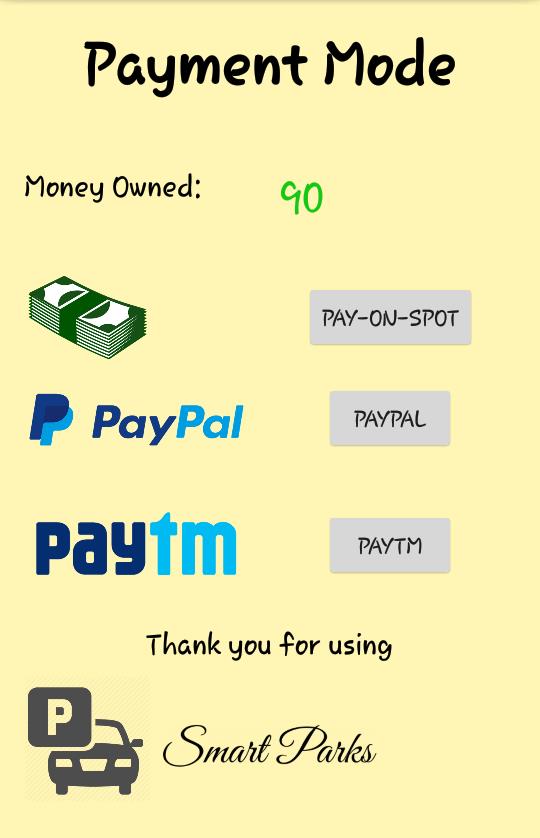 Payment Mode
Money Owned: 90
PAY-ON-SPOT
PayPal PAYPAL
paytm PAYTM
Thank you for using
P
Smart Parks